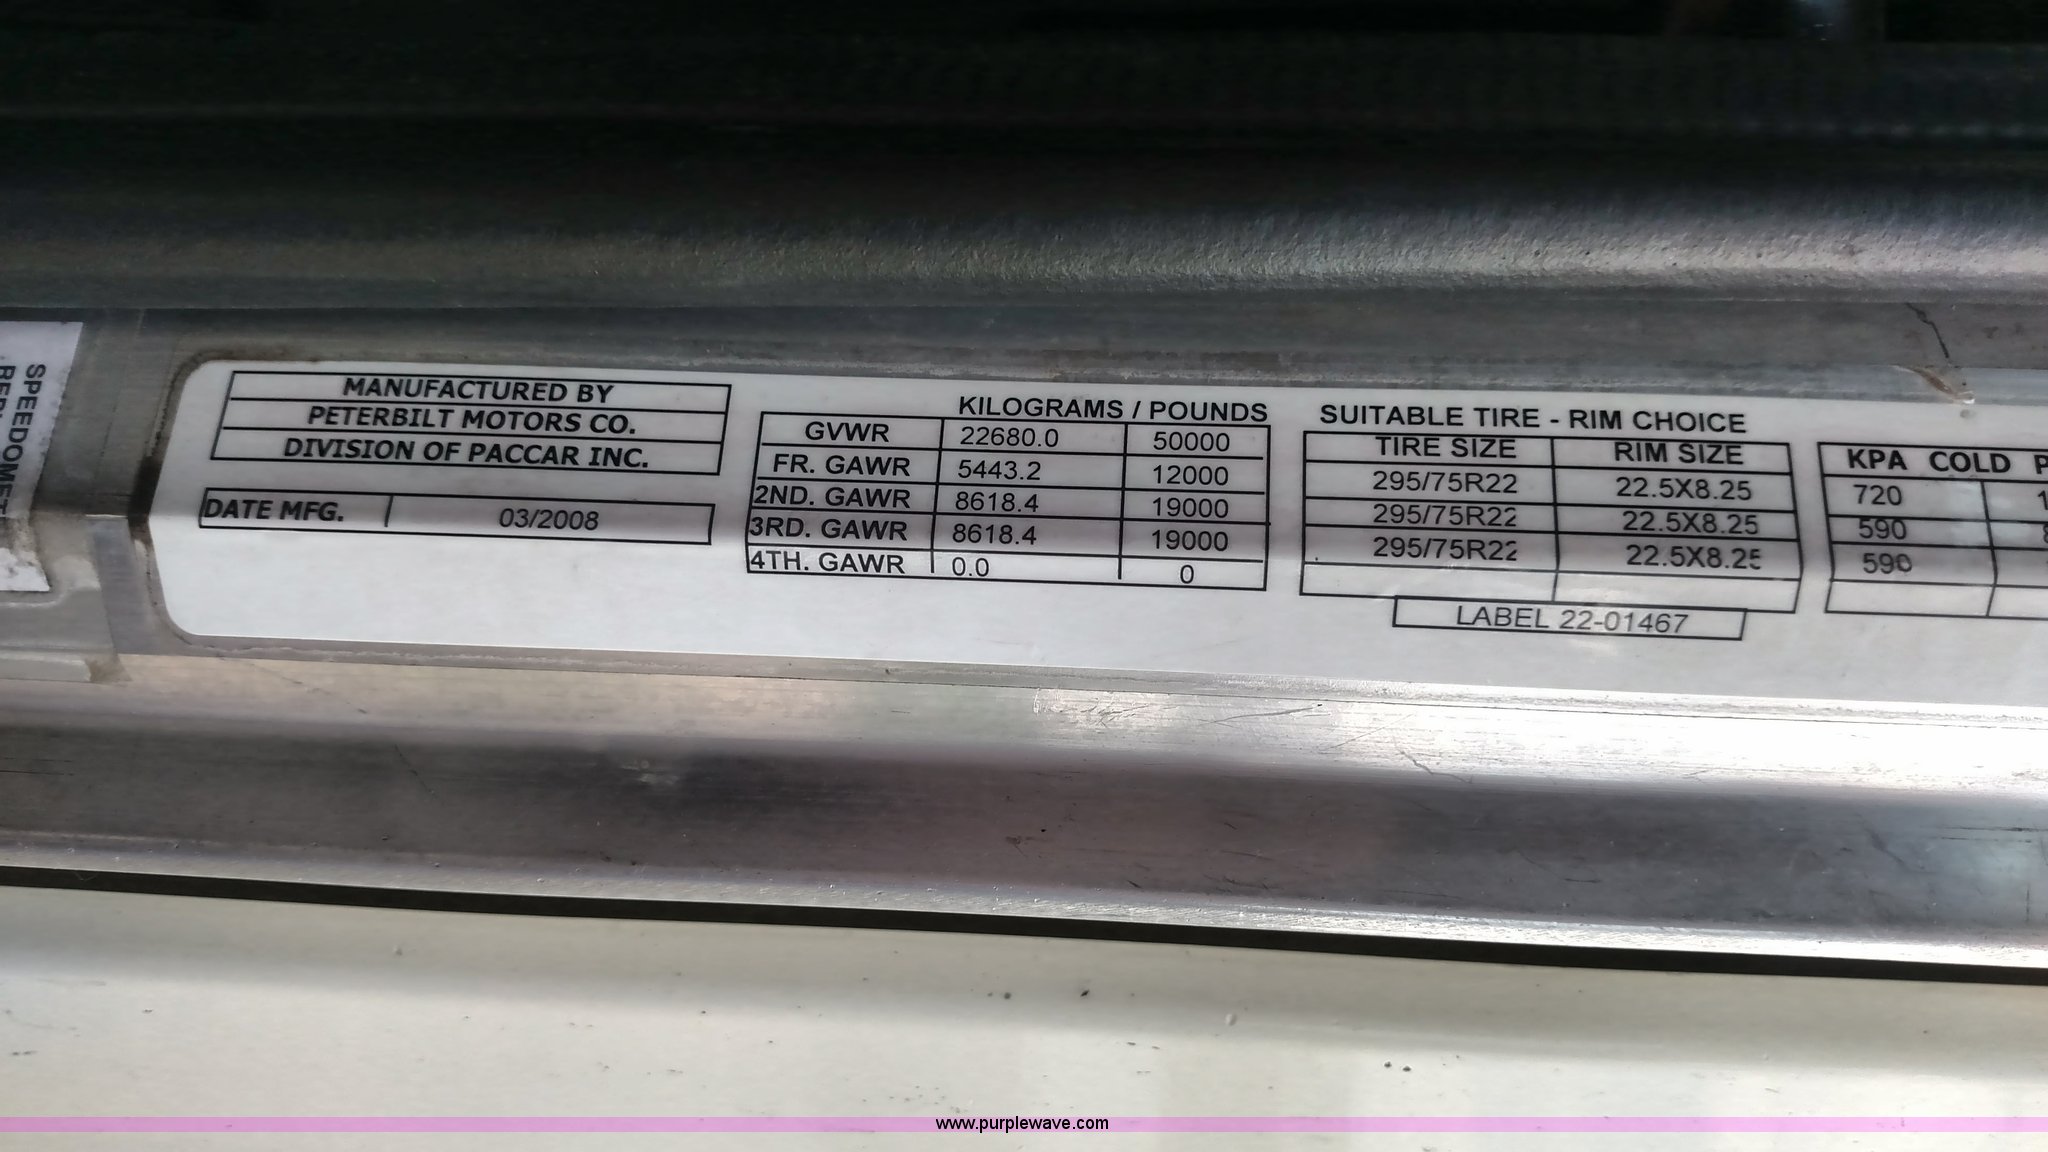 SPEEDOMET
MANUFACTURED BY
PETERBILT MOTORS CO.
DIVISION OF PACCAR INC.
DATE MFG. 03/2008
KILOGRAMS / POUNDS
GVWR 22680.0 50000
FR. GAWR 5443.2 12000
2ND. GAWR 8618.4 19000
3RD. GAWR 8618.4 19000
4TH. GAWR 0.0 0
SUITABLE TIRE - RIM CHOICE
TIRE SIZE RIM SIZE
295/75R22 22.5X8.25
295/75R22 22.5X8.25
295/75R22 22.5X8.25
LABEL 22-01467
KPA COLD P
720 1
590 8
590
www.purplewave.com